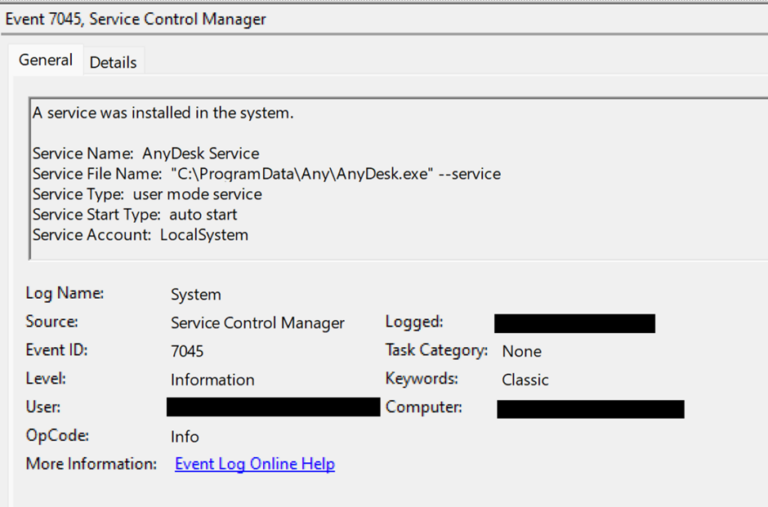 Event 7045, Service Control Manager
General Details
A service was installed in the system.
Service Name: AnyDesk Service
Service File Name: "C:\ProgramData\Any\AnyDesk.exe" --service
Service Type: user mode service
Service Start Type: auto start
Service Account: LocalSystem
Log Name: System
Source: Service Control Manager Logged:
Event ID: 7045 Task Category: None
Level: Information Keywords: Classic
User: Computer:
OpCode: Info
More Information: Event Log Online Help